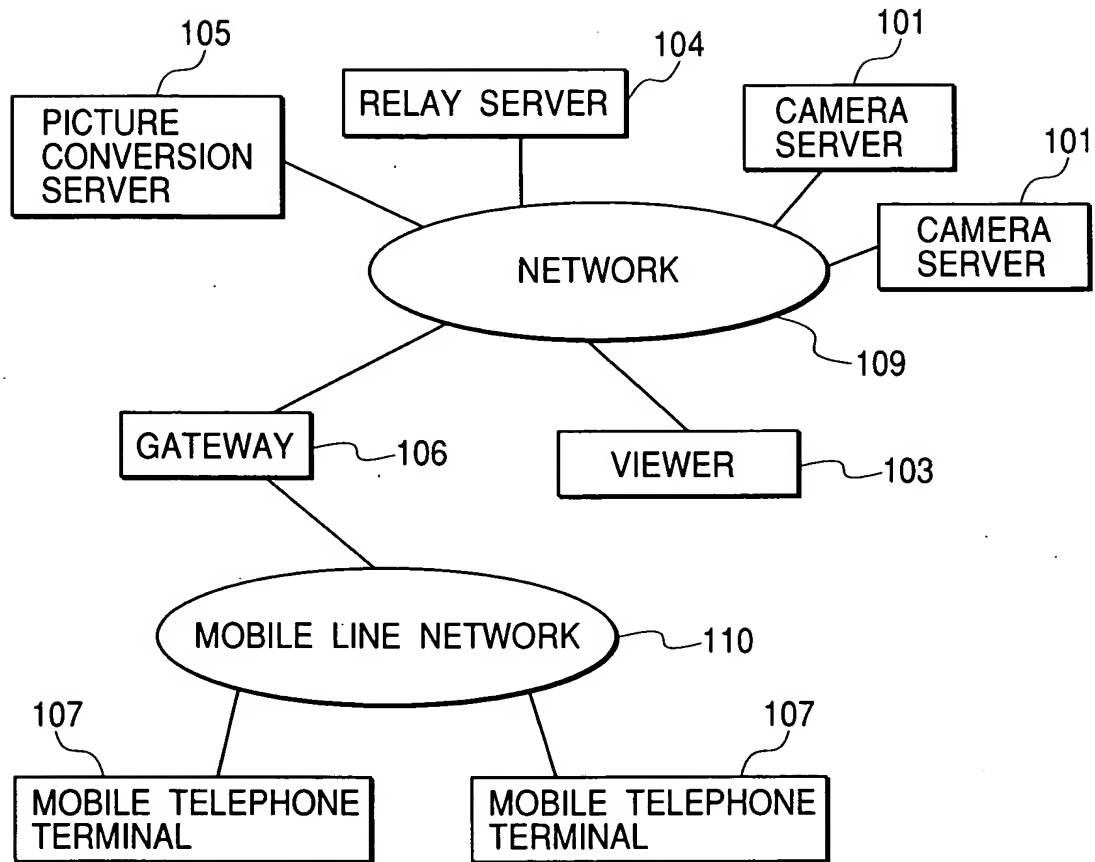 105
PICTURE
CONVERSION
SERVER
RELAY SERVER
104
101
CAMERA
SERVER
101
CAMERA
SERVER
NETWORK
109
GATEWAY
106
VIEWER
103
MOBILE LINE NETWORK
110
107
MOBILE TELEPHONE
TERMINAL
107
MOBILE TELEPHONE
TERMINAL